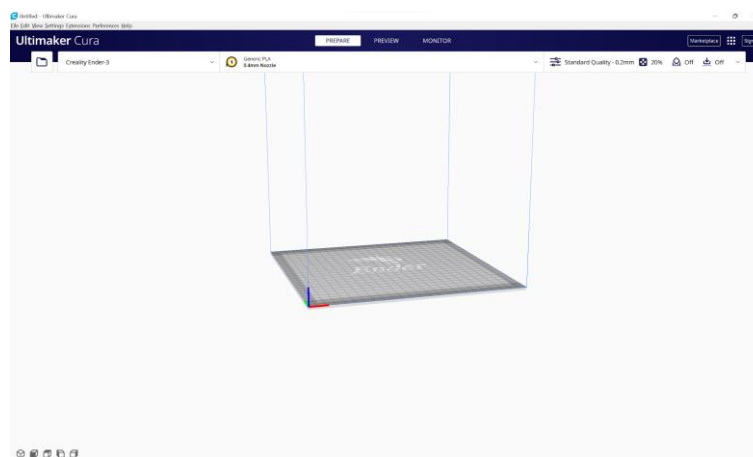 Untitled - Ultimaker Cura
File Edit View Settings Extensions Preferences Help
Ultimaker Cura
PREPARE PREVIEW MONITOR
Marketplace
Sign
Creality Ender-3
Generic PLA
0.4mm Nozzle
Standard Quality - 0.2mm 20% Off Off
Ender